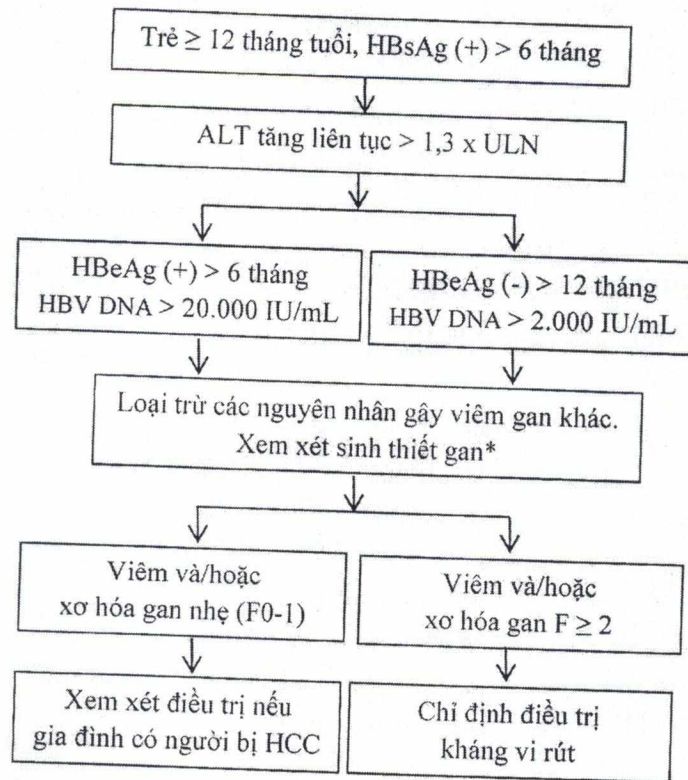 Trẻ ≥ 12 tháng tuổi, HBsAg (+) > 6 tháng
ALT tăng liên tục > 1,3 x ULN
HBeAg (+) > 6 tháng
HBV DNA > 20.000 IU/mL
HBeAg (-) > 12 tháng
HBV DNA > 2.000 IU/mL
Loại trừ các nguyên nhân gây viêm gan khác.
Xem xét sinh thiết gan*
Viêm và/hoặc
xơ hóa gan nhẹ (F0-1)
Viêm và/hoặc
xơ hóa gan F ≥ 2
Xem xét điều trị nếu
gia đình có người bị HCC
Chỉ định điều trị
kháng vi rút